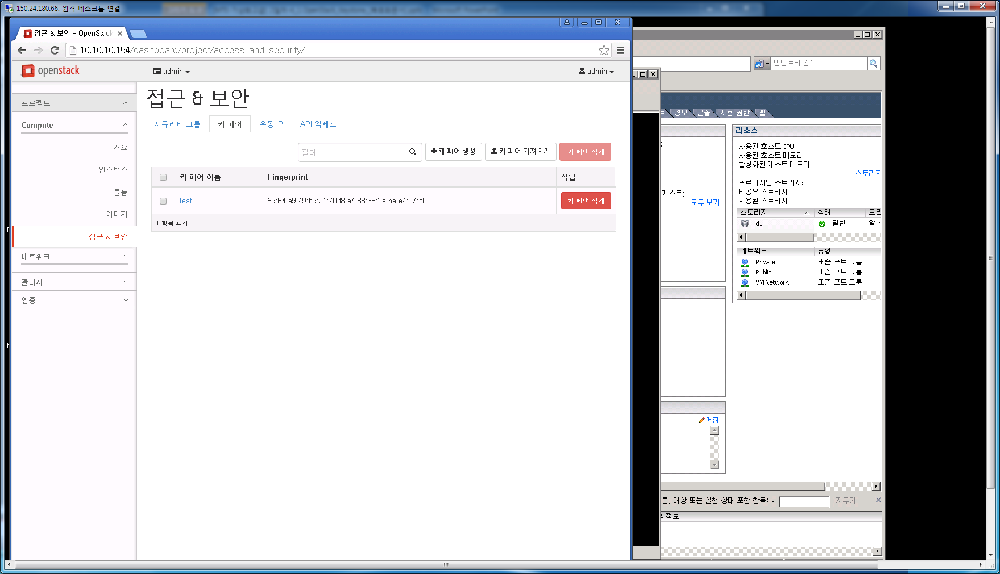 150.24.180.66: 원격 데스크톱 연결
접근 & 보안 - OpenStac
10.10.10.154/dashboard/project/access_and_security/
openstack
admin
admin
프로젝트
Compute
개요
인스턴스
볼륨
이미지
접근 & 보안
네트워크
관리자
인증
접근 & 보안
시큐리티 그룹
키 페어
유동 IP
API 엑세스
필터
캐 페어 생성
키 페어 가져오기
키 페어 삭제
키 페어 이름
Fingerprint
작업
test
59:64:e9:49:b9:21:70:f8:e4:88:68:2e:be:e4:07:c0
키 페어 삭제
1 항목 표시
인벤토리 검색
트
경보
콘솔
사용 권한
맵
게스트)
모두 보기
편집
리소스
사용된 호스트 CPU:
사용된 호스트 메모리:
활성화된 게스트 메모리:
스토리지
프로비저닝 스토리지:
비공유 스토리지:
사용된 스토리지:
스토리지 상태 드라
d1 일반 알 수
네트워크 유형
Private 표준 포트 그룹
Public 표준 포트 그룹
VM Network 표준 포트 그룹
름, 대상 또는 실행 상태 포함 항목:
지우기
정보